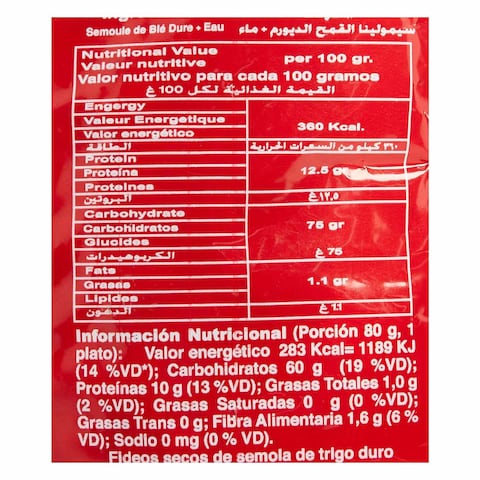 Semoule de Blé Dure + Eau
سيمولينا القمح الديورم + ماء
Nutritional Value
Valeur nutritive
per 100 gr.
Valor nutritivo para cada 100 gramos
القيمة الغذائية لكل 100 غ
Engergy
Valeur Energetique
Valor energético
360 Kcal.
الطاقة
٣٦٠ كيلو من السعرات الحرارية
Protein
Proteína
12.5 gr
Proteines
البروتين
١٢,٥ غ
Carbohydrate
Carbohidratos
75 gr
Glucides
الكربوهيدرات
75 غ
Fats
Grasas
1.1 gr
Lipides
الدهون
١,١ غ
Información Nutricional (Porción 80 g, 1
plato): Valor energético 283 Kcal= 1189 KJ
(14 %VD*); Carbohidratos 60 g (19 %VD);
Proteínas 10 g (13 %VD); Grasas Totales 1,0 g
(2 %VD); Grasas Saturadas 0 g (0 %VD);
Grasas Trans 0 g; Fibra Alimentaria 1,6 g (6 %
VD); Sodio 0 mg (0 % VD).
Fideos secos de semola de trigo duro